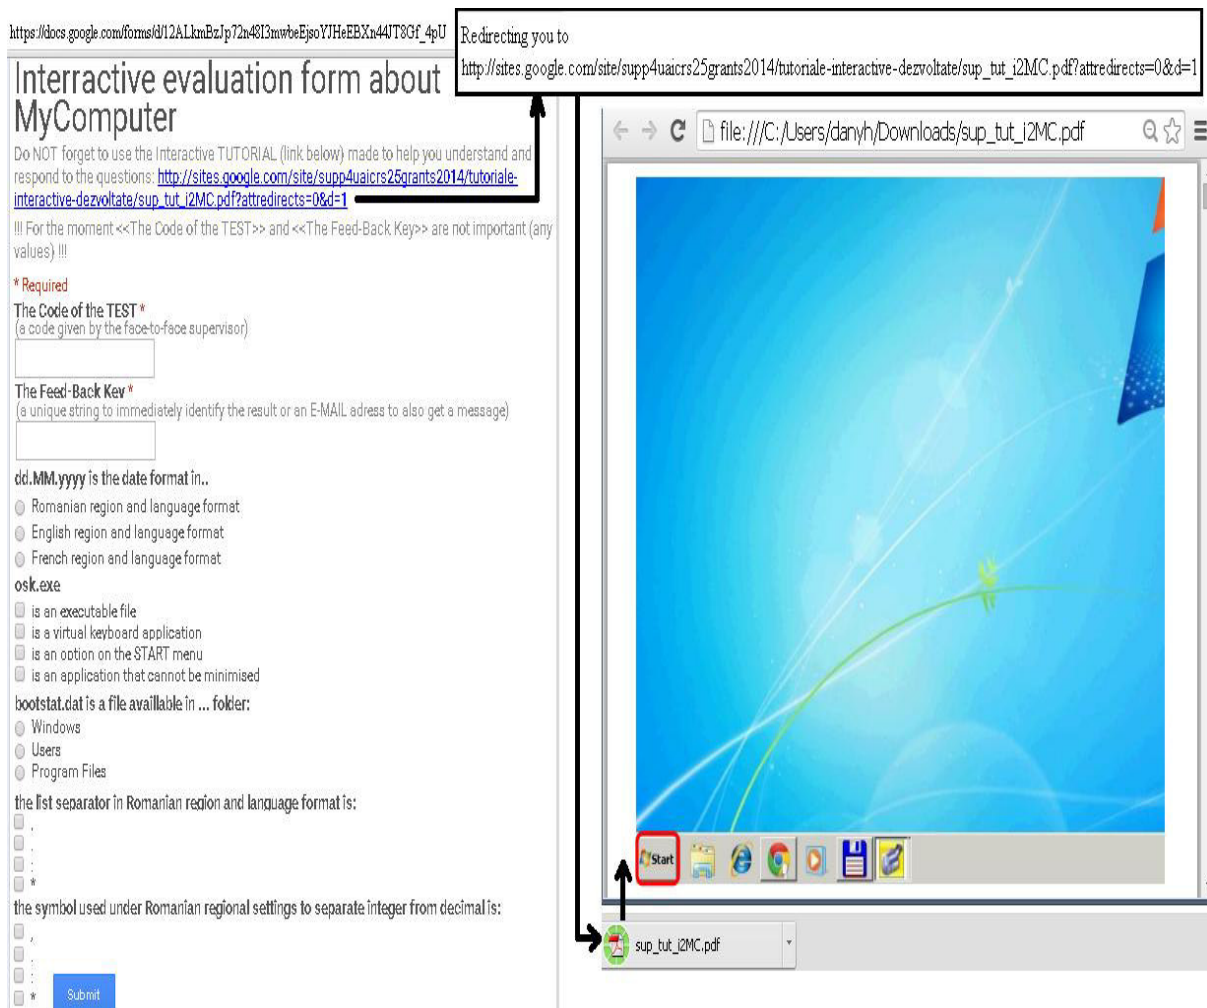 https://docs.google.com/forms/d/12ALkmBzJp72n48I3mwbeEjsoYJHeEBXn44JT8Gf_4pU
Interractive evaluation form about
MyComputer
Do NOT forget to use the Interactive TUTORIAL (link below) made to help you understand and
respond to the questions: http://sites.google.com/site/supp4uaicrs25grants2014/tutoriale-
interactive-dezvoltate/sup_tut_i2MC.pdf?attredirects=0&d=1
!!! For the moment <<The Code of the TEST>> and <<The Feed-Back Key>> are not important (any
values) !!!
* Required
The Code of the TEST *
(a code given by the face-to-face supervisor)
The Feed-Back Key *
(a unique string to immediately identify the result or an E-MAIL adress to also get a message)
dd.MM.yyyy is the date format in..
Romanian region and language format
English region and language format
French region and language format
osk.exe
is an executable file
is a virtual keyboard application
is an option on the START menu
is an application that cannot be minimised
bootstat.dat is a file availlable in ... folder:
Windows
Users
Program Files
the list separator in Romanian region and language format is:
.
:
*
the symbol used under Romanian regional settings to separate integer from decimal is:
,
.
:
*
Submit
Redirecting you to
http://sites.google.com/site/supp4uaicrs25grants2014/tutoriale-interactive-dezvoltate/sup_tut_i2MC.pdf?attredirects=0&d=1
file:///C:/Users/danyh/Downloads/sup_tut_i2MC.pdf
Start
sup_tut_i2MC.pdf